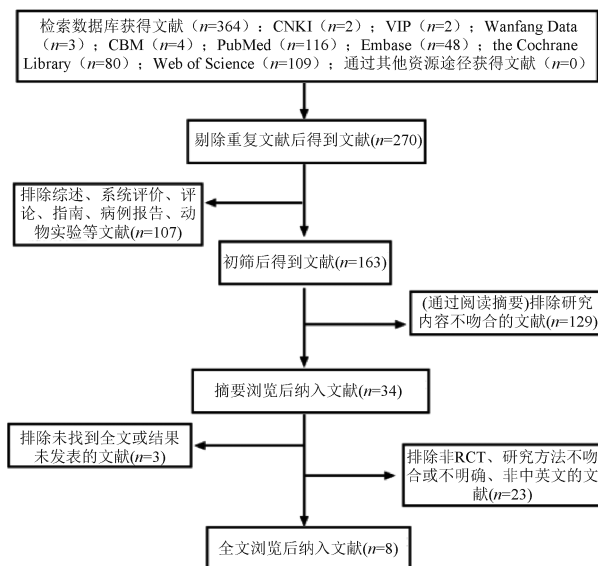 检索数据库获得文献（n=364）：CNKI（n=2）；VIP（n=2）；Wanfang Data
（n=3）；CBM（n=4）；PubMed（n=116）；Embase（n=48）；the Cochrane
Library（n=80）；Web of Science（n=109）；通过其他资源途径获得文献（n=0）
剔除重复文献后得到文献(n=270)
排除综述、系统评价、评
论、指南、病例报告、动
物实验等文献(n=107)
初筛后得到文献(n=163)
(通过阅读摘要)排除研究
内容不吻合的文献(n=129)
摘要浏览后纳入文献(n=34)
排除未找到全文或结果
未发表的文献(n=3)
排除非RCT、研究方法不吻
合或不明确、非中英文的文
献(n=23)
全文浏览后纳入文献(n=8)